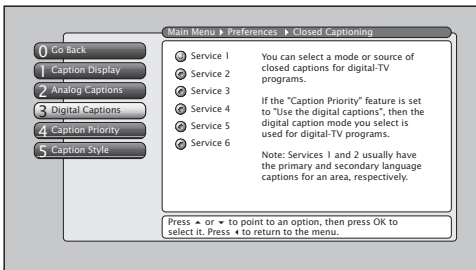 Main Menu ▸ Preferences ▸ Closed Captioning
0 Go Back
1 Caption Display
2 Analog Captions
3 Digital Captions
4 Caption Priority
5 Caption Style
Service 1
Service 2
Service 3
Service 4
Service 5
Service 6
You can select a mode or source of
closed captions for digital-TV
programs.
If the "Caption Priority" feature is set
to "Use the digital captions", then the
digital caption mode you select is
used for digital-TV programs.
Note: Services 1 and 2 usually have
the primary and secondary language
captions for an area, respectively.
Press ▲ or ▼ to point to an option, then press OK to
select it. Press ◀ to return to the menu.